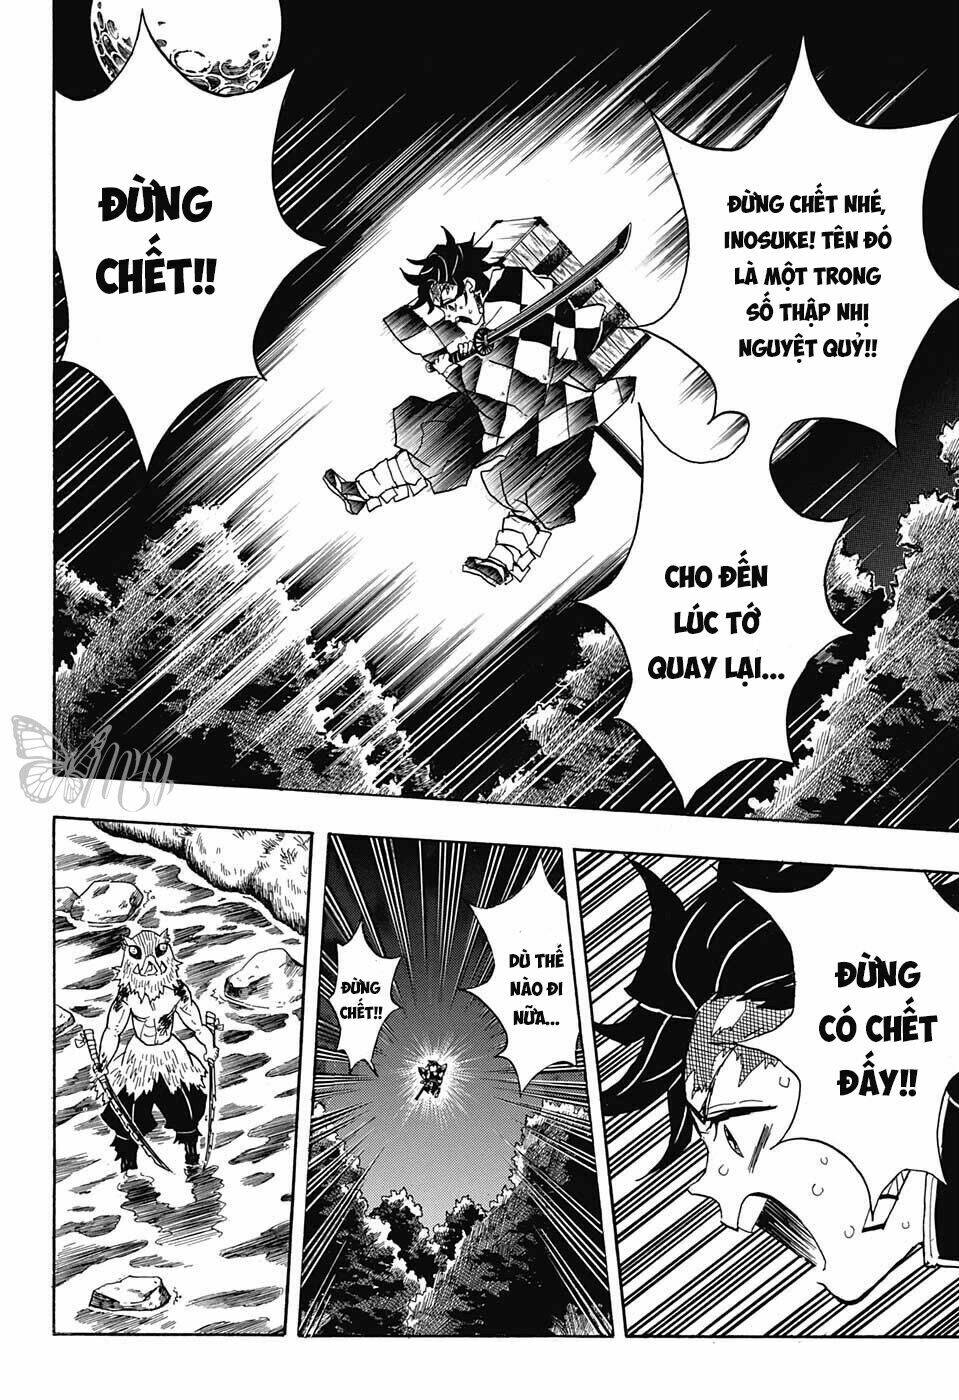 ĐỪNG CHẾT NHÉ,
INOSUKE! TÊN ĐÓ
LÀ MỘT TRONG
SỐ THẬP NHỊ
NGUYỆT QUỶ!!
CHO ĐẾN
LÚC TỚ
QUAY LẠI...
ĐỪNG
CHẾT!!
ĐỪNG
CÓ CHẾT
ĐẤY!!
DÙ THẾ
NÀO ĐI
NỮA...
ĐỪNG
CHẾT!!